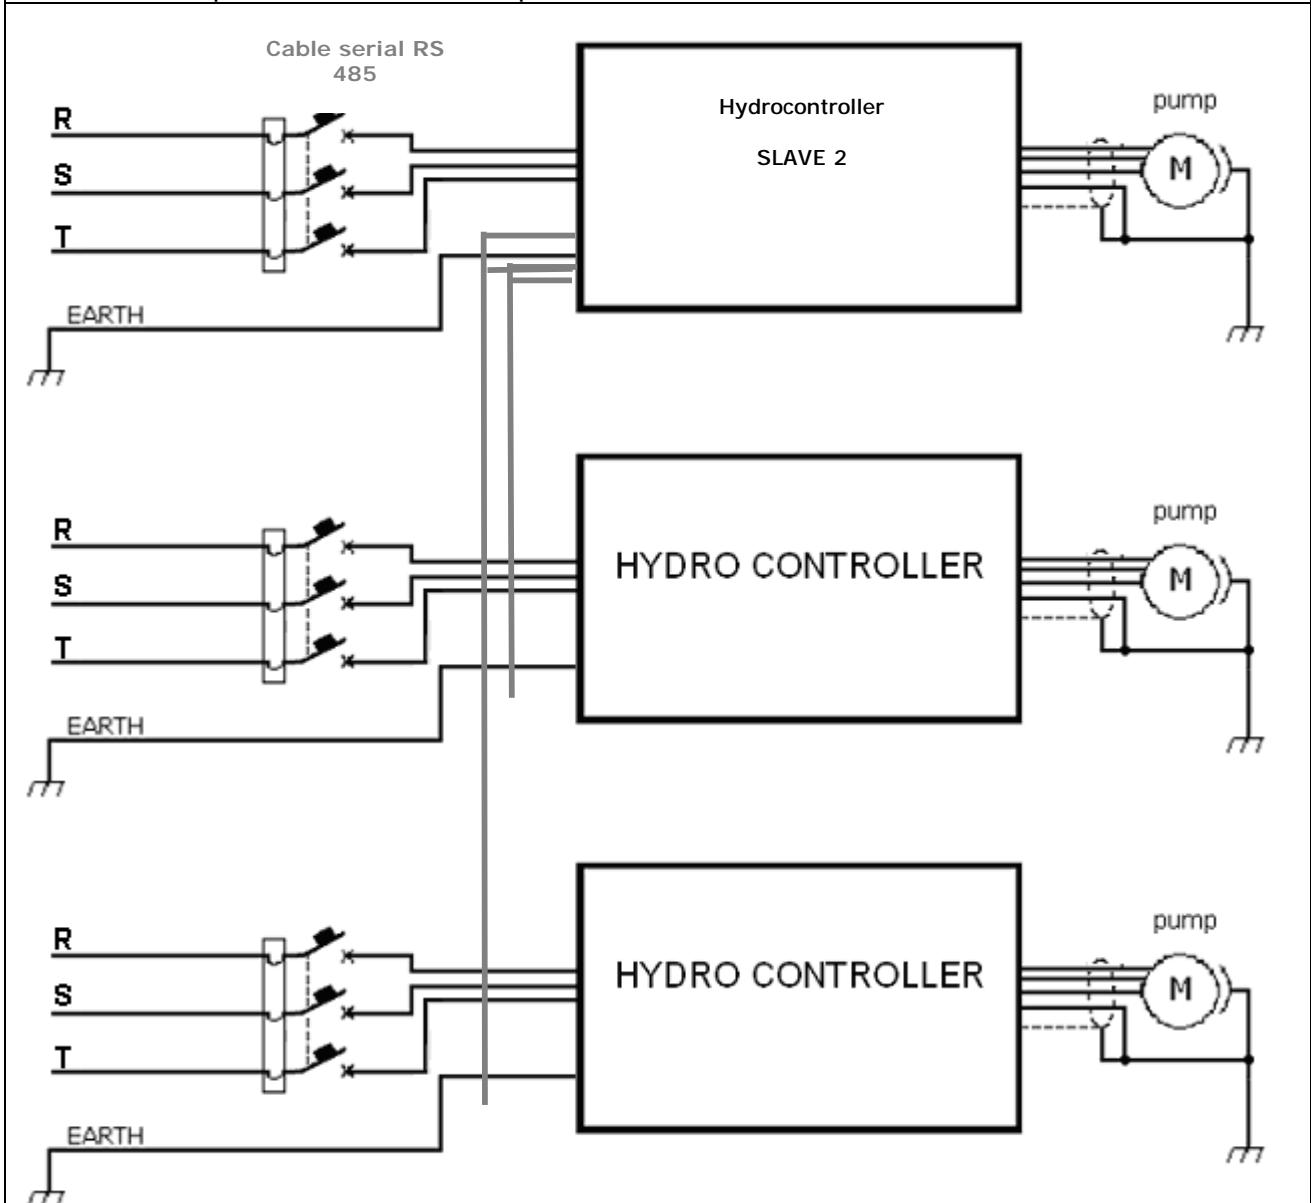 Cable serial RS
485
R
S
T
EARTH
Hydrocontroller
SLAVE 2
pump
M
R
S
T
EARTH
HYDRO CONTROLLER
pump
M
R
S
T
EARTH
HYDRO CONTROLLER
pump
M